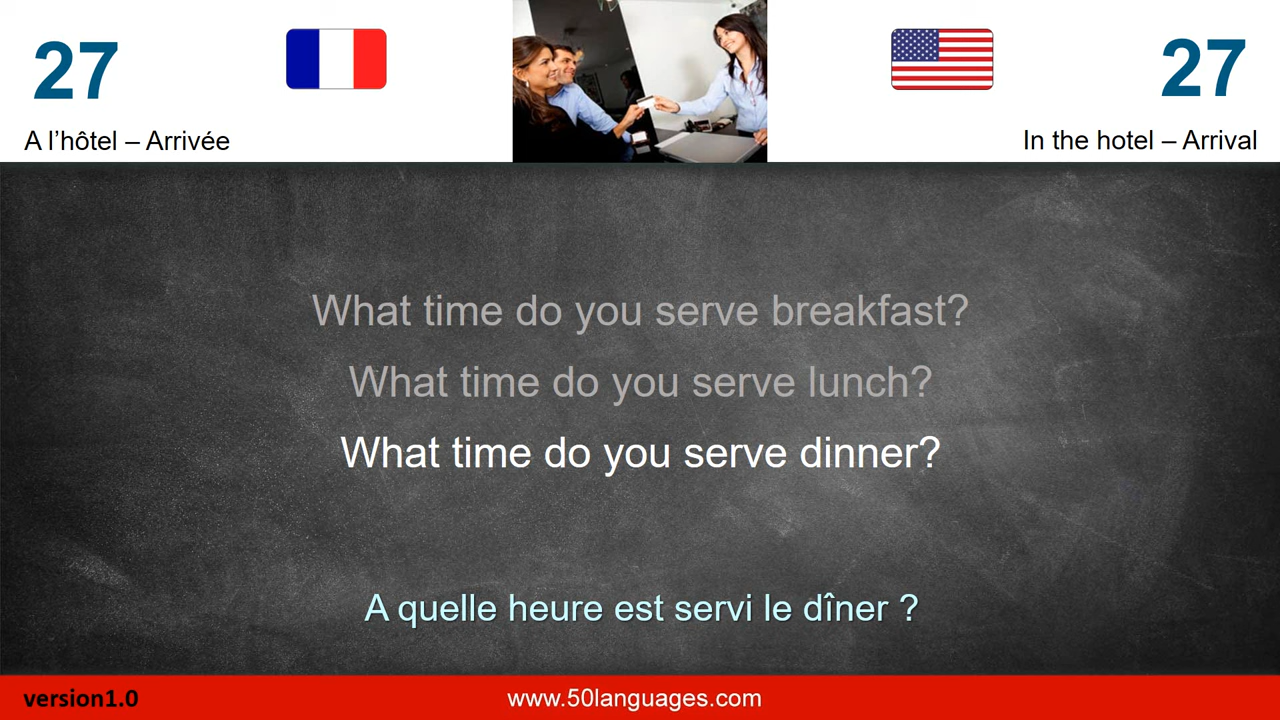 27
27
A l’hôtel – Arrivée
In the hotel – Arrival
What time do you serve breakfast?
What time do you serve lunch?
What time do you serve dinner?
A quelle heure est servi le dîner ?
version1.0
www.50languages.com